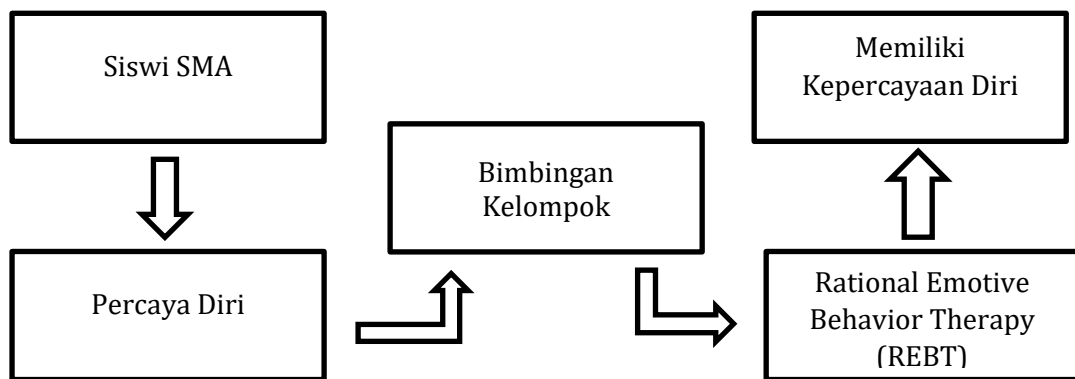 Siswi SMA
Percaya Diri
Bimbingan
Kelompok
Rational Emotive
Behavior Therapy
(REBT)
Memiliki
Kepercayaan Diri